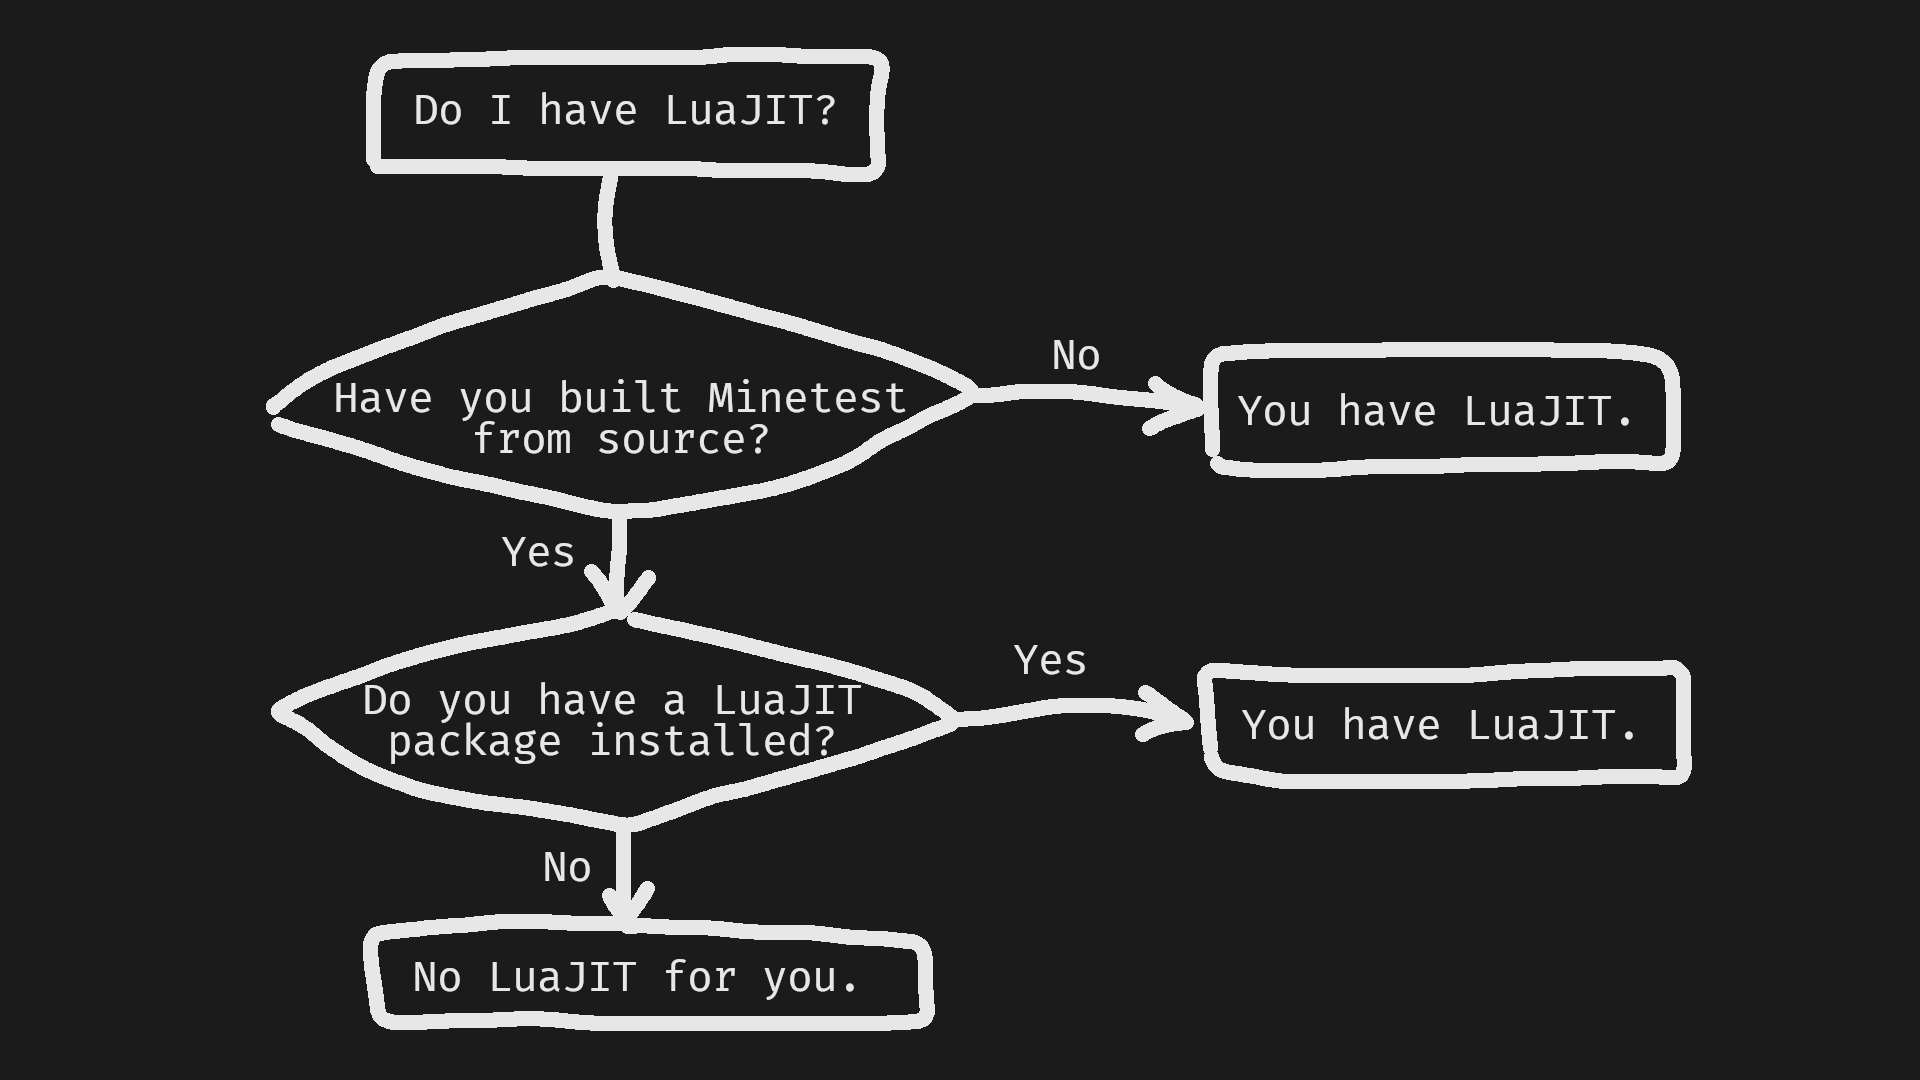 Do I have LuaJIT?
Have you built Minetest
from source?
No
You have LuaJIT.
Yes
Do you have a LuaJIT
package installed?
Yes
You have LuaJIT.
No
No LuaJIT for you.